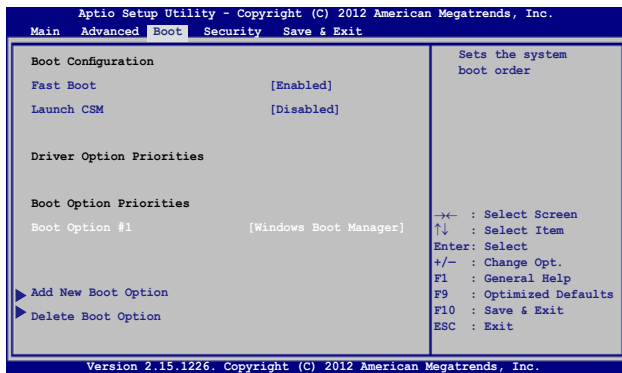 Aptio Setup Utility - Copyright (C) 2012 American Megatrends, Inc.
Main Advanced Boot Security Save & Exit
Boot Configuration
Fast Boot [Enabled]
Launch CSM [Disabled]
Driver Option Priorities
Boot Option Priorities
Boot Option #1 [Windows Boot Manager]
Add New Boot Option
Delete Boot Option
Sets the system
boot order
→← : Select Screen
↑↓ : Select Item
Enter: Select
+/— : Change Opt.
F1 : General Help
F9 : Optimized Defaults
F10 : Save & Exit
ESC : Exit
Version 2.15.1226. Copyright (C) 2012 American Megatrends, Inc.